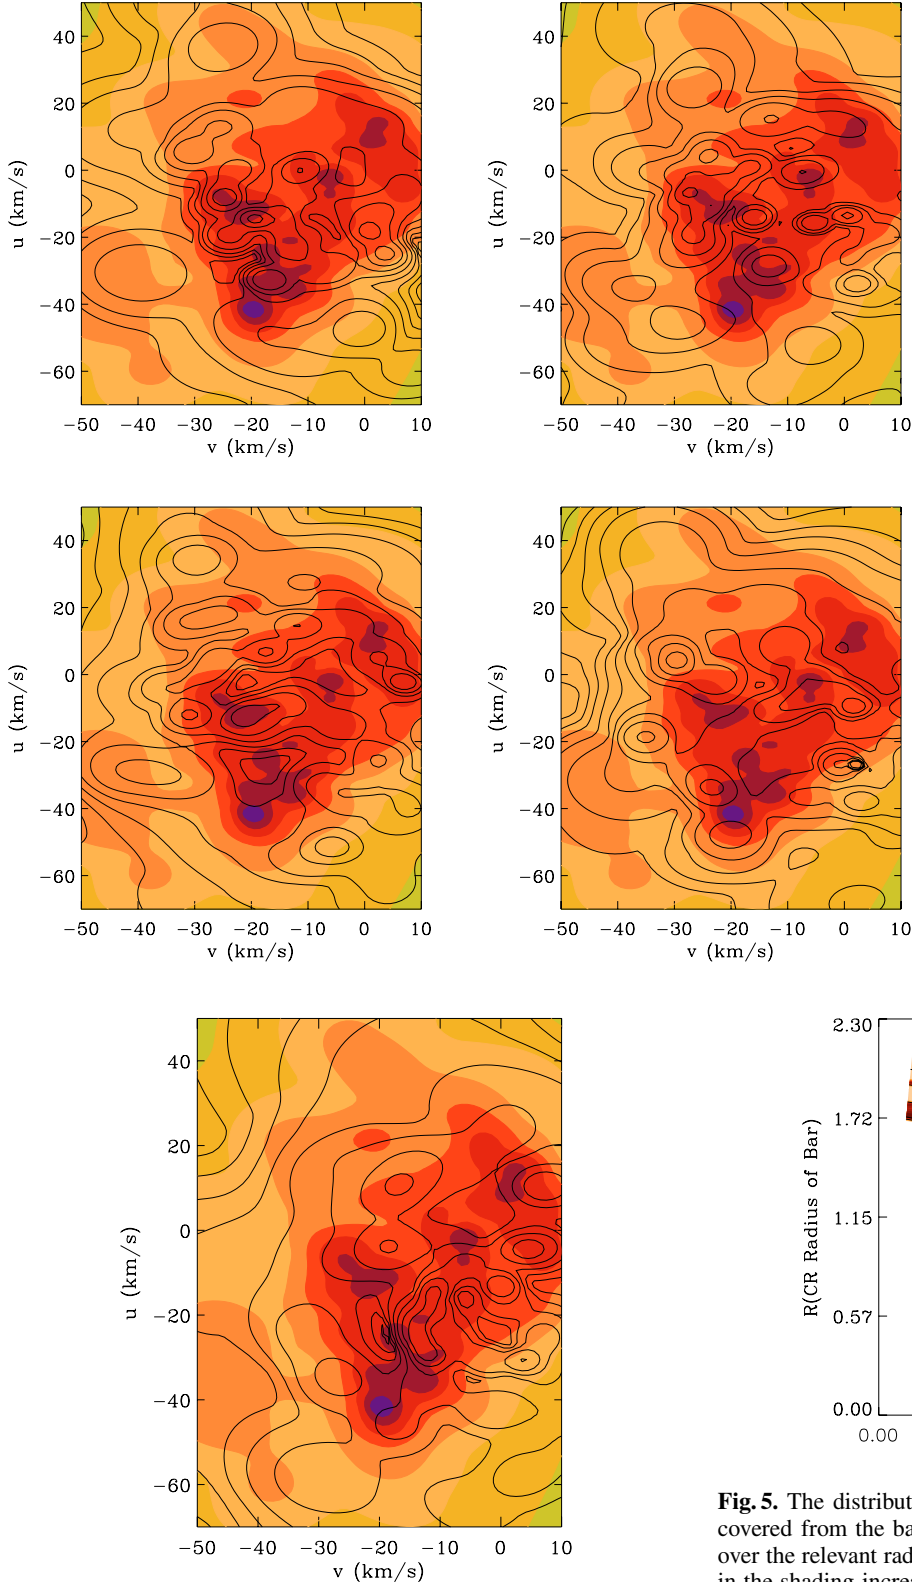 40
20
0
−20
−40
−60
u (km/s)
−50 −40 −30 −20 −10 0 10
v (km/s)
40
20
0
−20
−40
−60
u (km/s)
−50 −40 −30 −20 −10 0 10
v (km/s)
40
20
0
−20
−40
−60
u (km/s)
−50 −40 −30 −20 −10 0 10
v (km/s)
40
20
0
−20
−40
−60
u (km/s)
−50 −40 −30 −20 −10 0 10
v (km/s)
40
20
0
−20
−40
−60
u (km/s)
−50 −40 −30 −20 −10 0 10
v (km/s)
2.30
1.72
1.15
0.57
0.00
R(CR Radius of Bar)
0.00
Fig. 5. The distribut
covered from the ba
over the relevant rad
in the shading increa